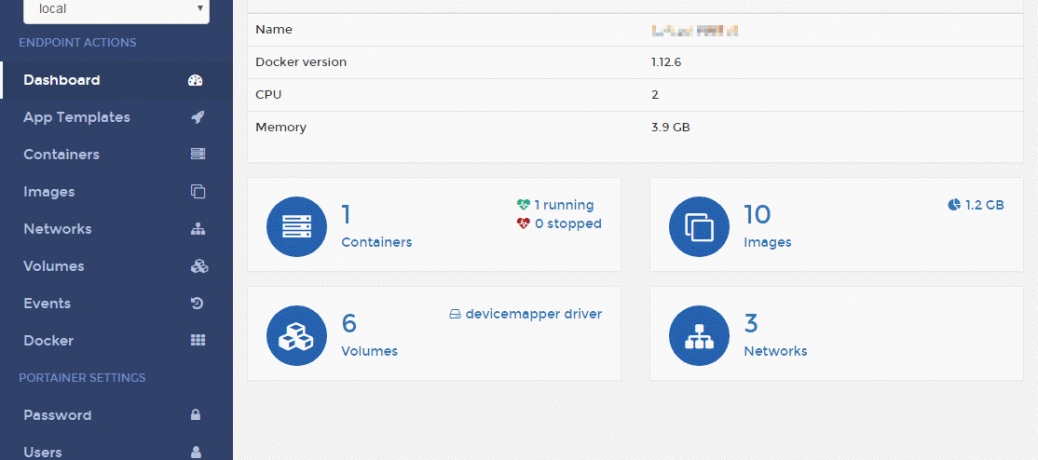 local
ENDPOINT ACTIONS
Dashboard
App Templates
Containers
Images
Networks
Volumes
Events
Docker
PORTAINER SETTINGS
Password
Users
Name
Docker version 1.12.6
CPU 2
Memory 3.9 GB
1
Containers
1 running
0 stopped
10
Images
1.2 GB
6
Volumes
devicemapper driver
3
Networks